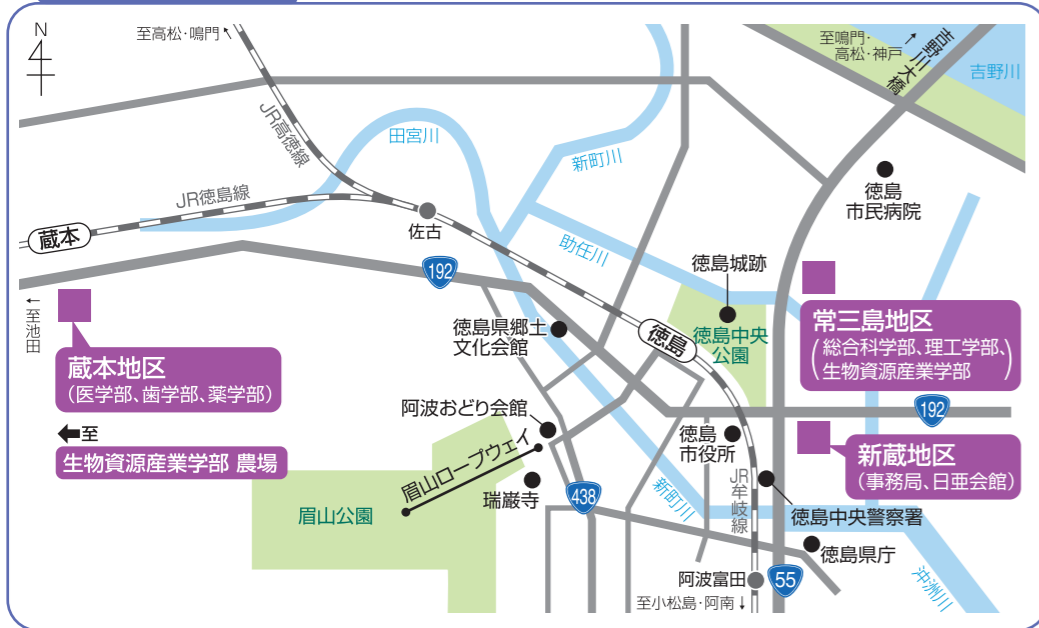 N
至高松・鳴門
至鳴門・
高松・神戸
吉野川大橋
吉野川
JR高徳線
田宮川
新町川
徳島
市民病院
JR徳島線
蔵本
佐古
助任川
192
徳島城跡
至池田
徳島県郷土
文化会館
徳島
徳島中央
公園
常三島地区
(総合科学部、理工学部、
生物資源産業学部)
蔵本地区
(医学部、歯学部、薬学部)
192
阿波おどり会館
至
生物資源産業学部 農場
徳島
市役所
新蔵地区
(事務局、日亜会館)
眉山ロープウェイ
瑞巌寺
438
新町川
JR牟岐線
眉山公園
徳島中央警察署
徳島県庁
阿波富田
55
沖洲川
至小松島・阿南